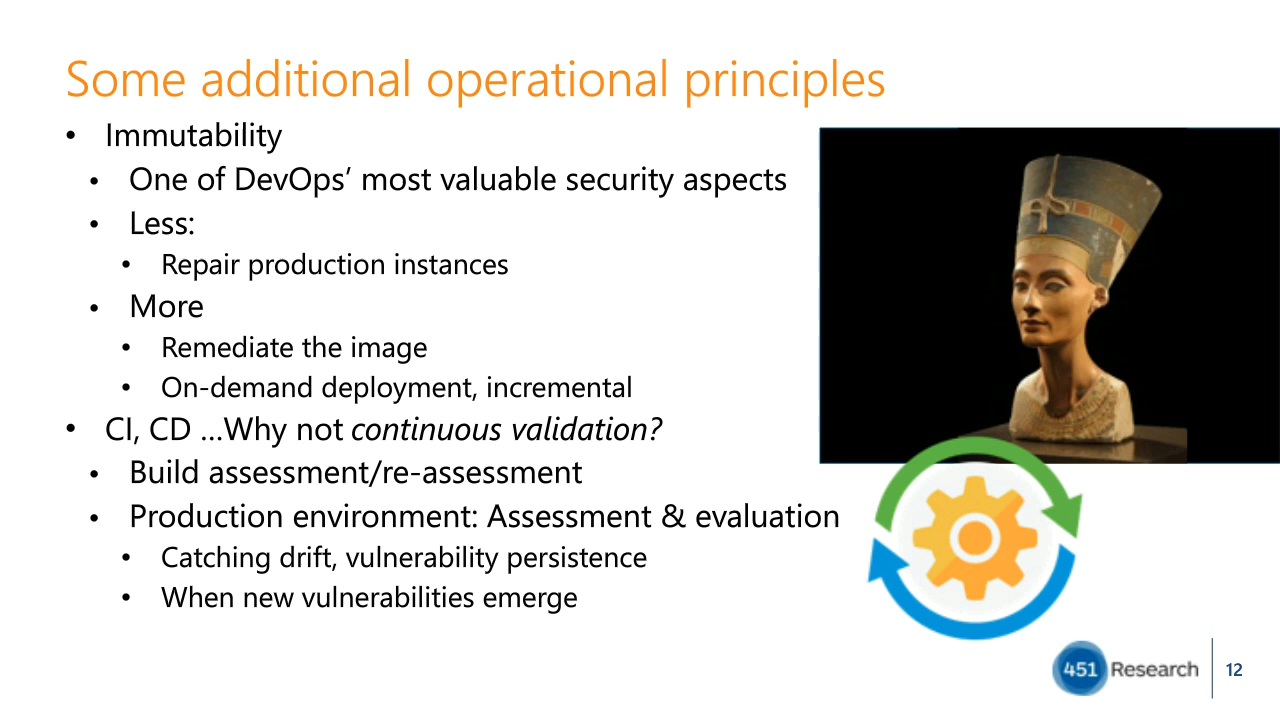 Some additional operational principles
• Immutability
• One of DevOps’ most valuable security aspects
• Less:
• Repair production instances
• More
• Remediate the image
• On-demand deployment, incremental
• CI, CD …Why not continuous validation?
• Build assessment/re-assessment
• Production environment: Assessment & evaluation
• Catching drift, vulnerability persistence
• When new vulnerabilities emerge
451 Research
12